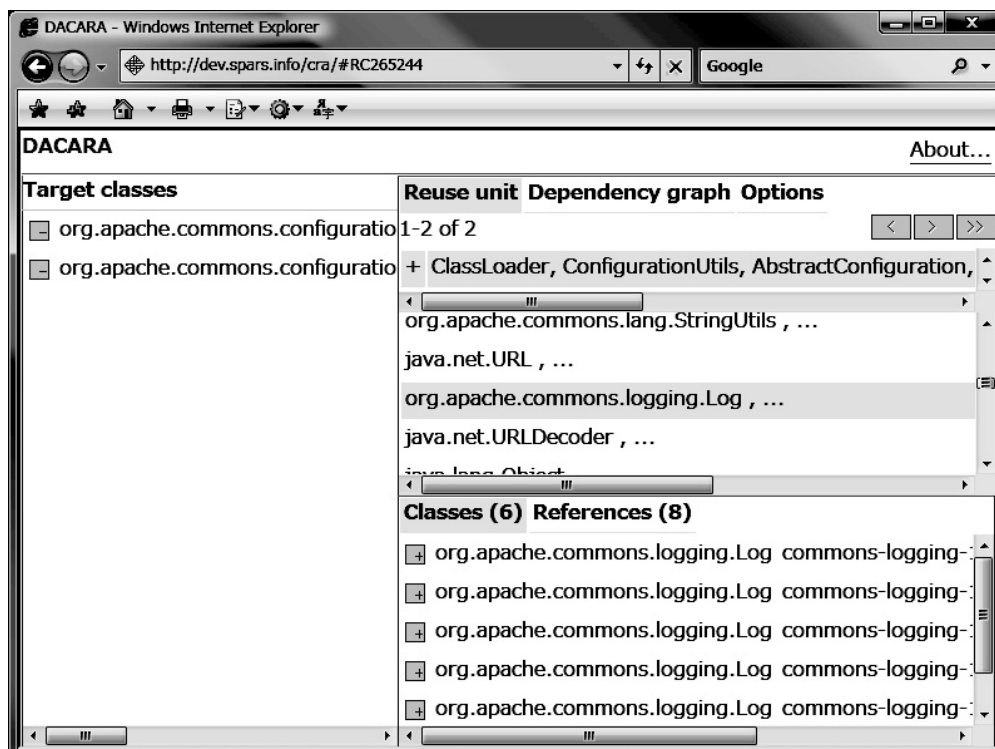 DACARA - Windows Internet Explorer
http://dev.spars.info/cra/#RC265244
Google
DACARA
About...
Target classes
org.apache.commons.configuratio
org.apache.commons.configuratio
Reuse unit Dependency graph Options
1-2 of 2
< > >>
+ ClassLoader, ConfigurationUtils, AbstractConfiguration,
org.apache.commons.lang.StringUtils , ...
java.net.URL , ...
org.apache.commons.logging.Log , ...
java.net.URLDecoder , ...
java.lang.Object
Classes (6) References (8)
org.apache.commons.logging.Log commons-logging-
org.apache.commons.logging.Log commons-logging-
org.apache.commons.logging.Log commons-logging-
org.apache.commons.logging.Log commons-logging-
org.apache.commons.logging.Log commons-logging-